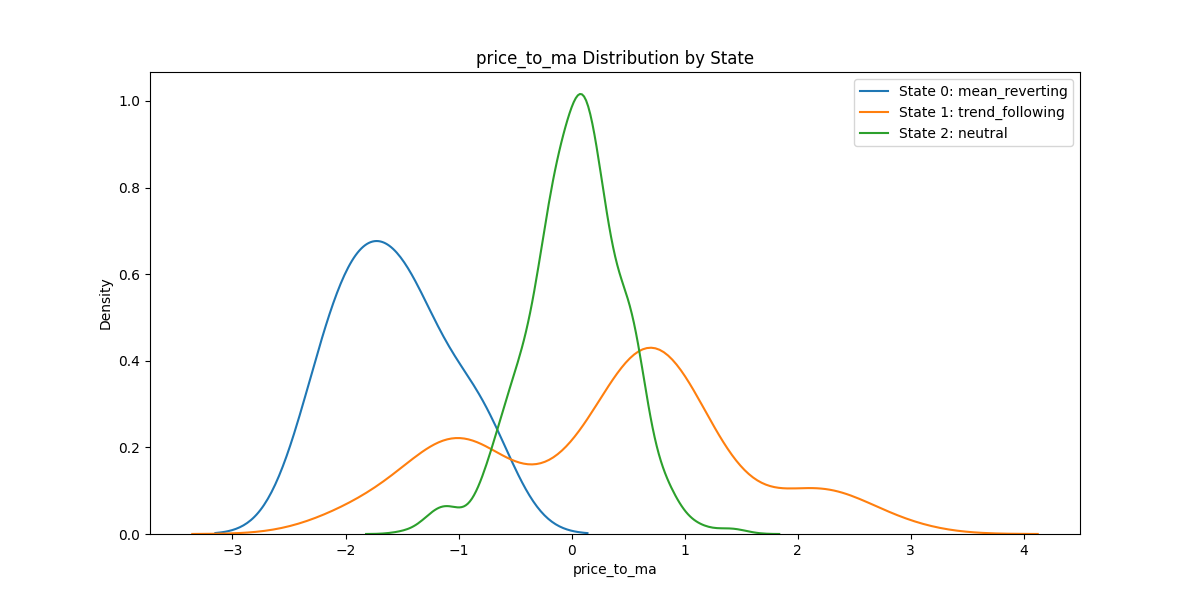 price_to_ma Distribution by State
State 0: mean_reverting
State 1: trend_following
State 2: neutral
Density
1.0
0.8
0.6
0.4
0.2
0.0
−3
−2
−1
0
1
2
3
4
price_to_ma